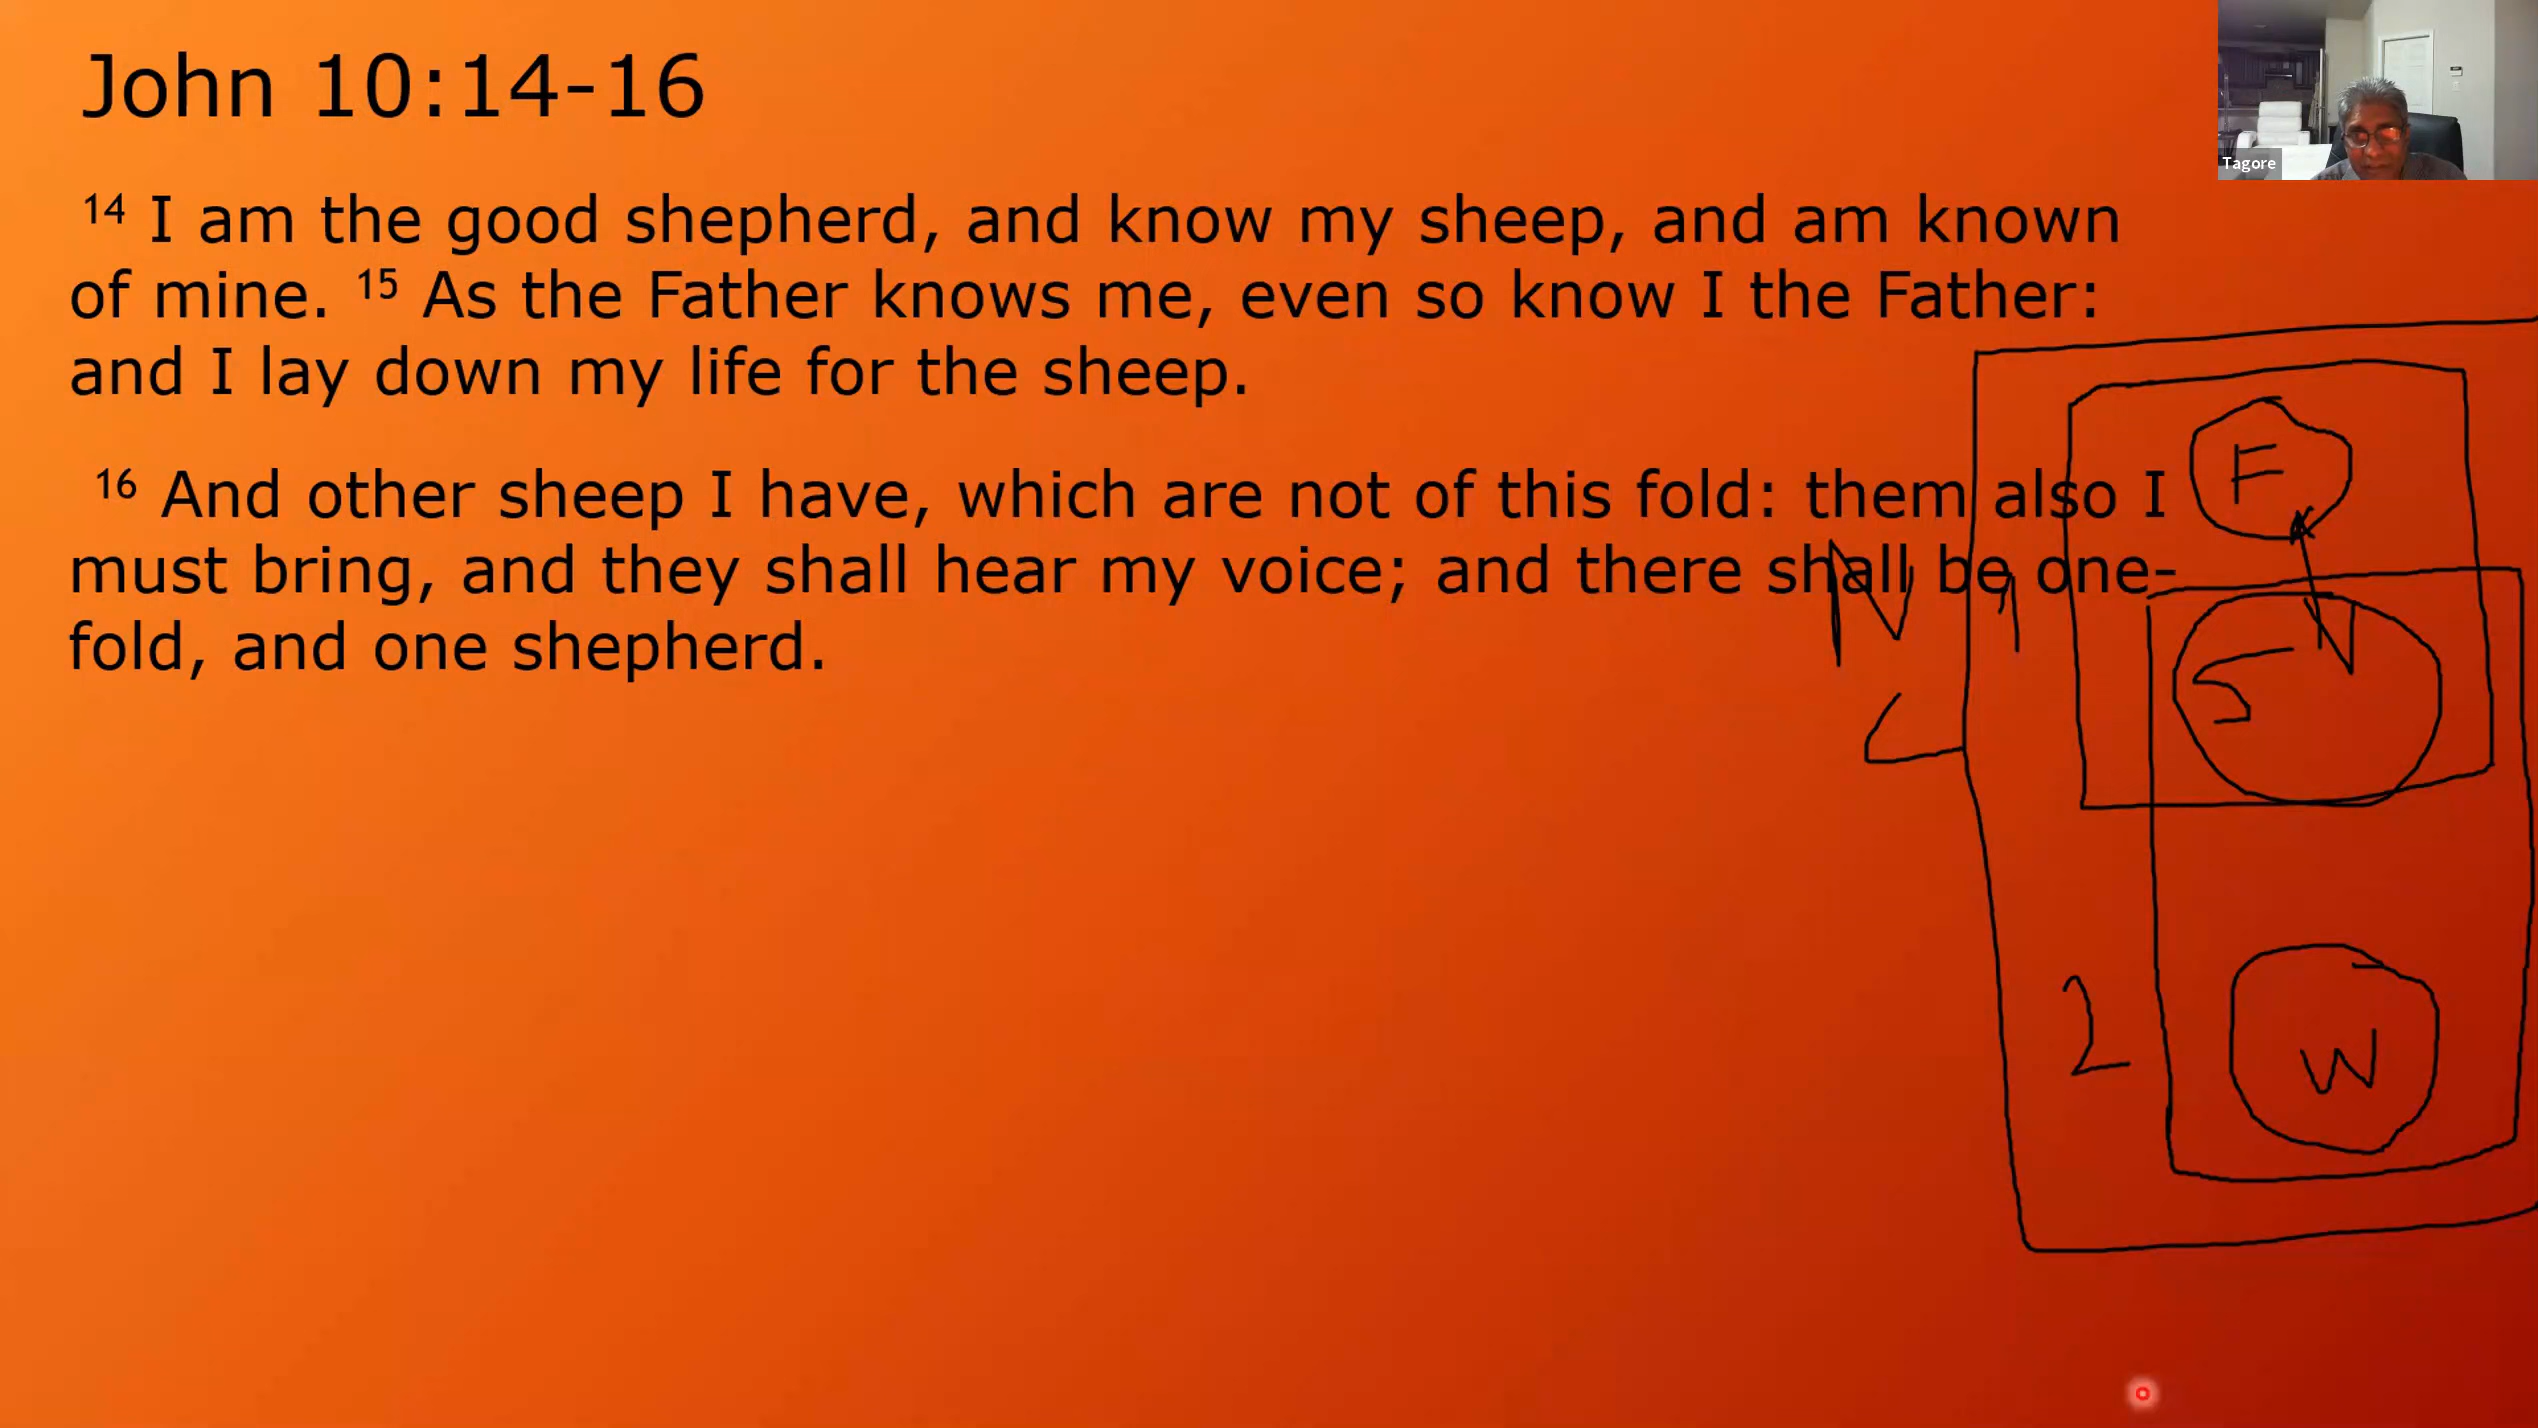 John 10:14-16
Tagore
14 I am the good shepherd, and know my sheep, and am known
of mine. 15 As the Father knows me, even so know I the Father:
and I lay down my life for the sheep.
F
16 And other sheep I have, which are not of this fold: them also I
must bring, and they shall hear my voice; and there shall be one-
fold, and one shepherd.
N 1
2
W